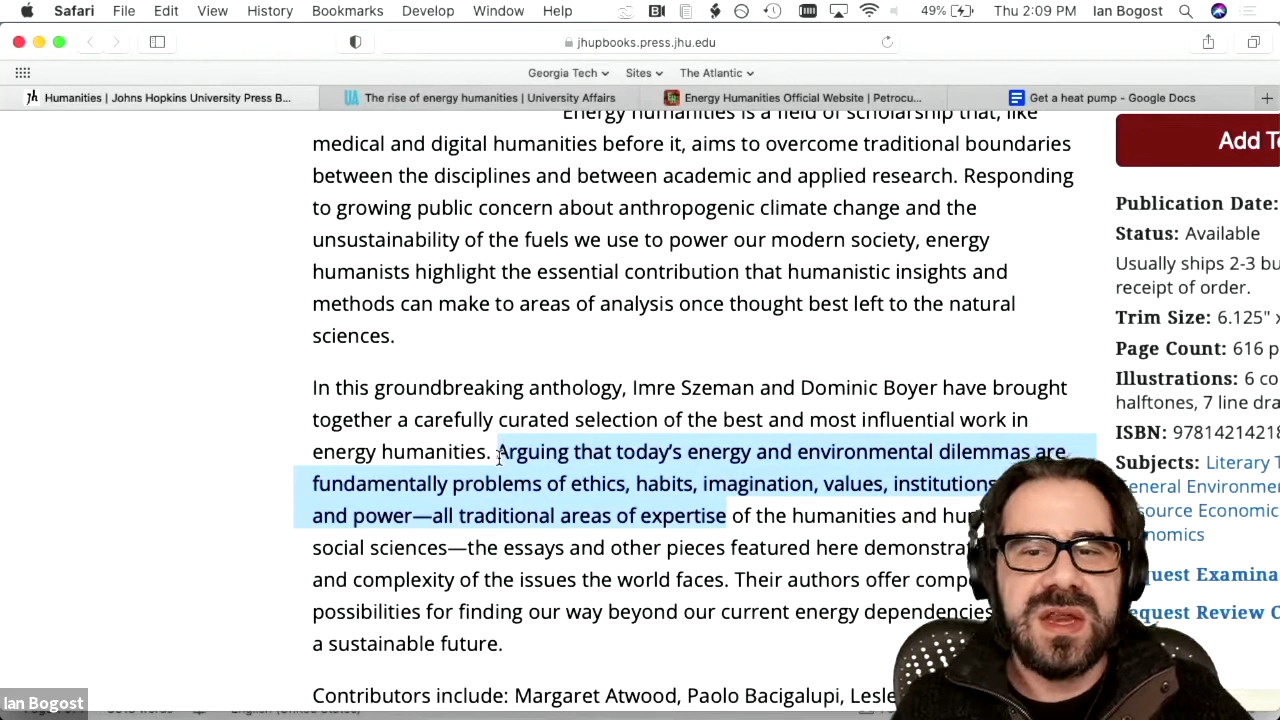 Safari File Edit View History Bookmarks Develop Window Help 49% Thu 2:09 PM Ian Bogost
jhupbooks.press.jhu.edu
Georgia Tech Sites The Atlantic
Humanities | Johns Hopkins University Press B... The rise of energy humanities | University Affairs Energy Humanities Official Website | Petrocu... Get a heat pump - Google Docs
Energy humanities is a field of scholarship that, like
medical and digital humanities before it, aims to overcome traditional boundaries
between the disciplines and between academic and applied research. Responding
to growing public concern about anthropogenic climate change and the
unsustainability of the fuels we use to power our modern society, energy
humanists highlight the essential contribution that humanistic insights and
methods can make to areas of analysis once thought best left to the natural
sciences.
In this groundbreaking anthology, Imre Szeman and Dominic Boyer have brought
together a carefully curated selection of the best and most influential work in
energy humanities. Arguing that today's energy and environmental dilemmas are
fundamentally problems of ethics, habits, imagination, values, institutions
and power—all traditional areas of expertise of the humanities and
social sciences—the essays and other pieces featured here
and complexity of the issues the world faces. Their authors offer
possibilities for finding our way beyond our current energy dependencies
a sustainable future.
Contributors include: Margaret Atwood, Paolo Bacigalupi,
Add
Publication Date:
Status: Available
Usually ships 2-3
receipt of order.
Trim Size: 6.125" x
Page Count: 616
Illustrations: 6
halftones, 7 line
ISBN: 97814214218
Subjects: Literary
Ian Bogost